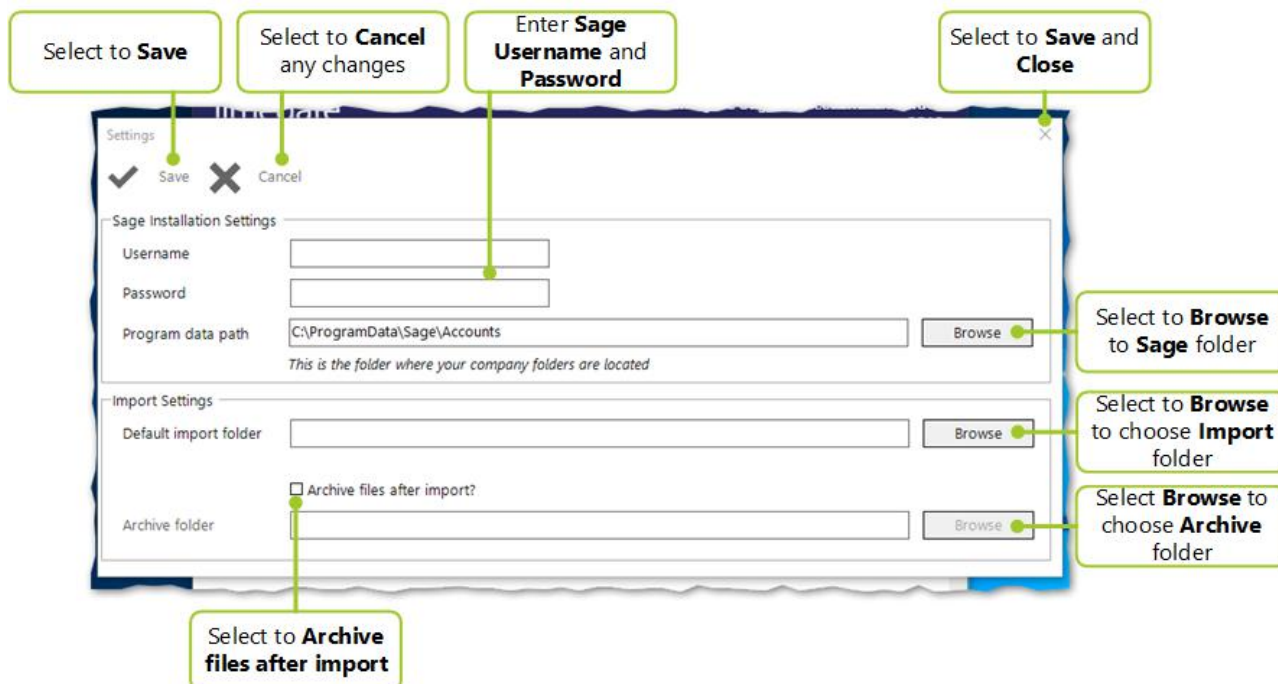 Select to Save
Select to Cancel
any changes
Enter Sage
Username and
Password
Select to Save and
Close
Settings
Save
Cancel
Sage Installation Settings
Username
Password
Program data path
C:\ProgramData\Sage\Accounts
Browse
This is the folder where your company folders are located
Select to Browse
to Sage folder
Import Settings
Default import folder
Browse
Select to Browse
to choose Import
folder
Archive files after import?
Archive folder
Browse
Select Browse to
choose Archive
folder
Select to Archive
files after import